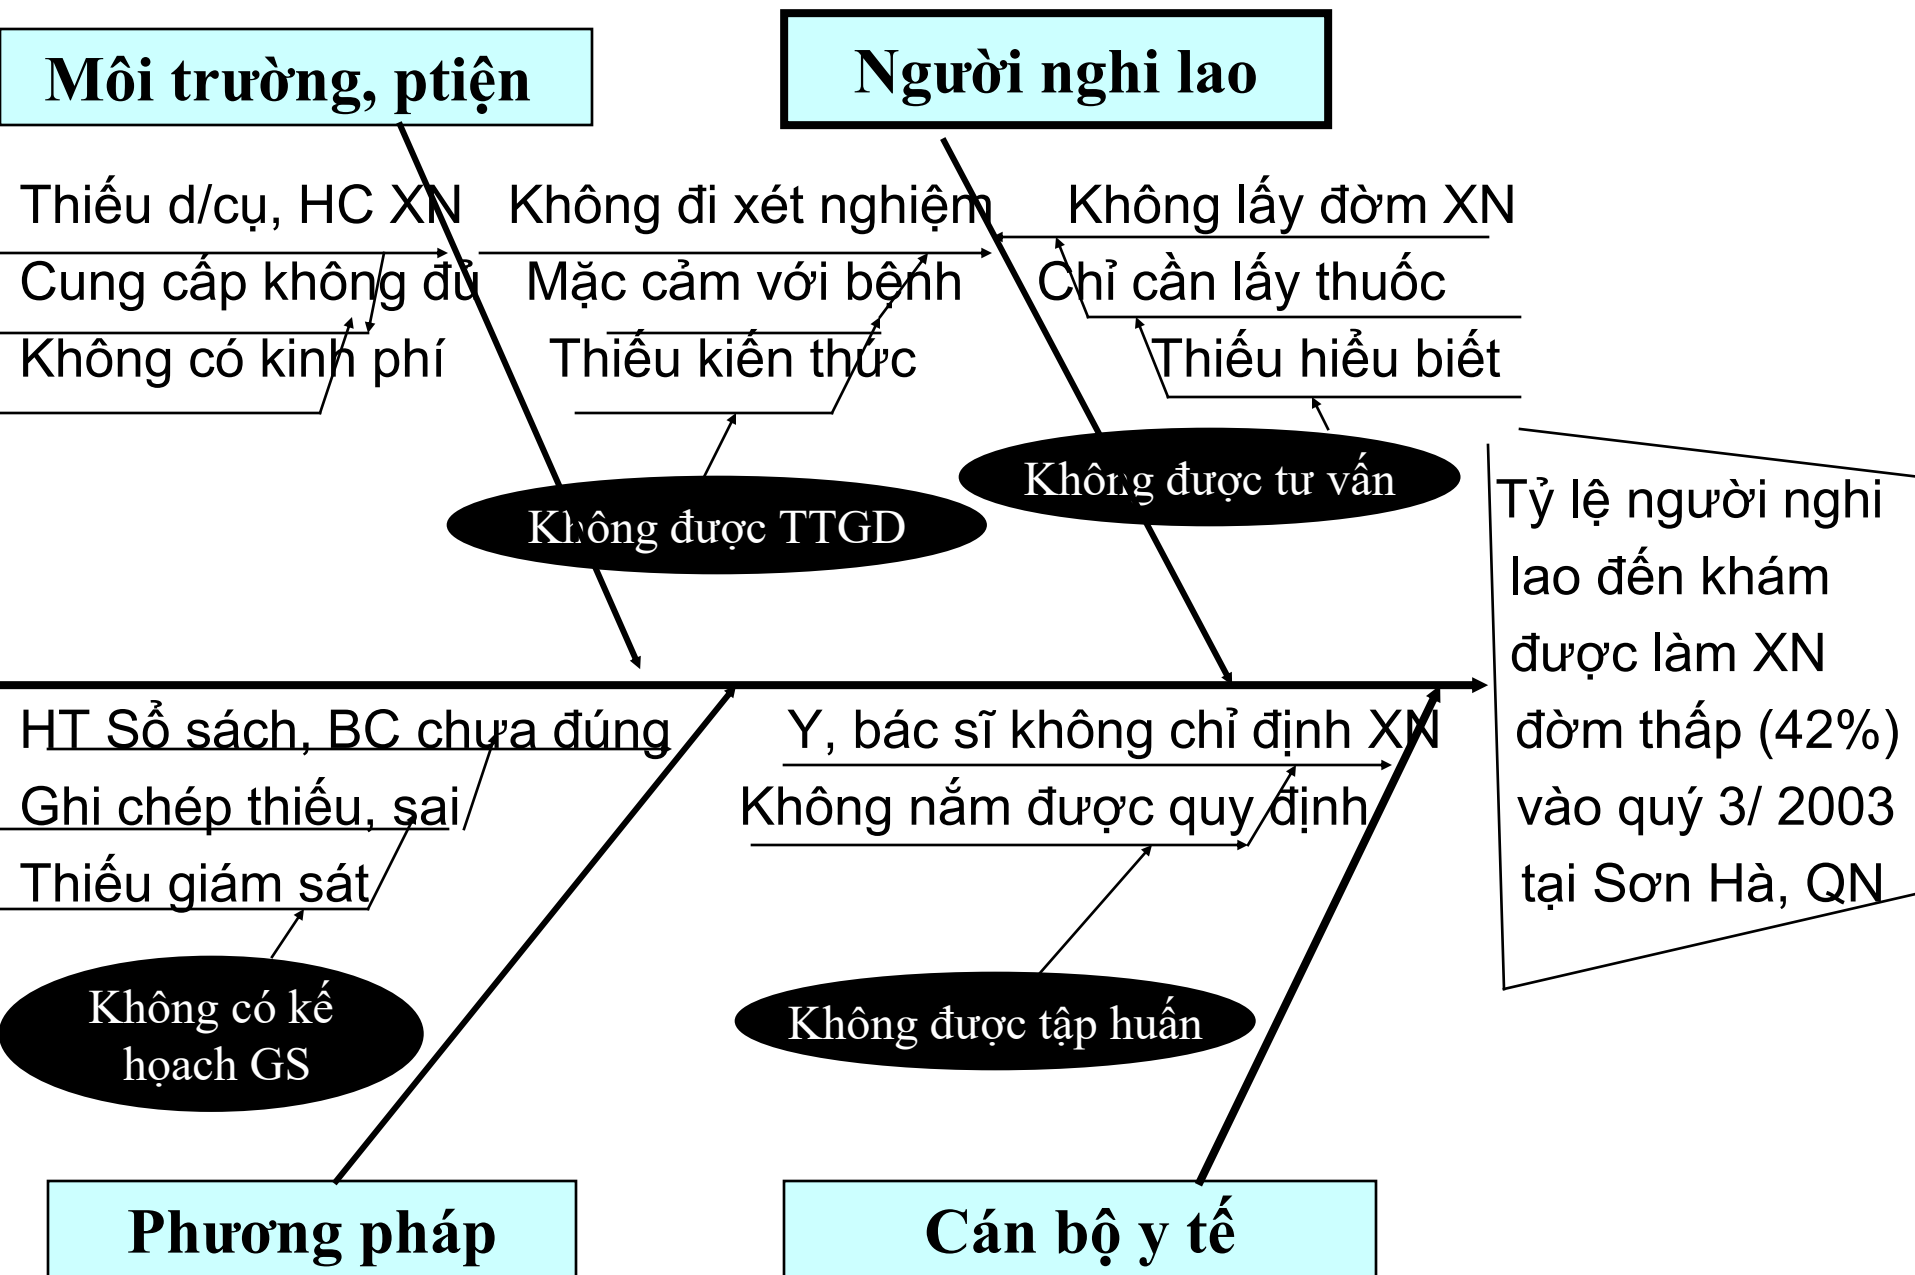 Môi trường, ptiện
Người nghi lao
Thiếu d/cụ, HC XN
Không đi xét nghiệm
Không lấy đờm XN
Cung cấp không đủ
Mặc cảm với bệnh
Chỉ cần lấy thuốc
Không có kinh phí
Thiếu kiến thức
Thiếu hiểu biết
Không được TTGD
Không được tư vấn
Tỷ lệ người nghi
lao đến khám
được làm XN
đờm thấp (42%)
vào quý 3/ 2003
tại Sơn Hà, QN
HT Sổ sách, BC chưa đúng
Y, bác sĩ không chỉ định XN
Ghi chép thiếu, sai
Không nắm được quy định
Thiếu giám sát
Không có kế
họach GS
Không được tập huấn
Phương pháp
Cán bộ y tế